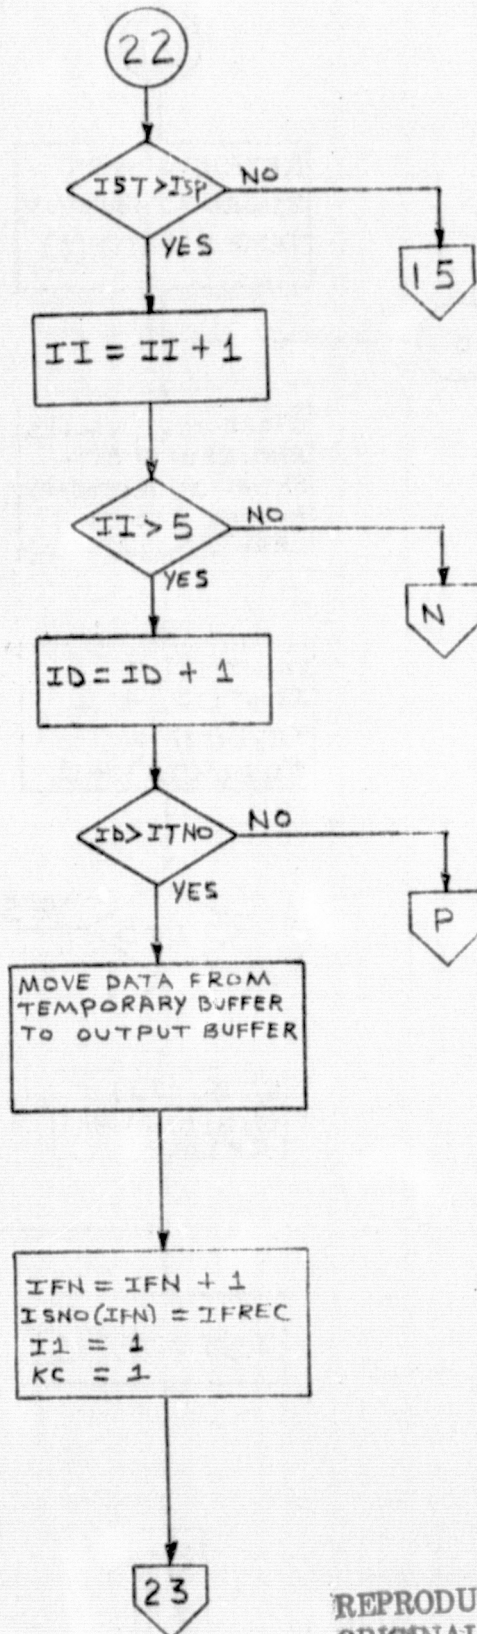 22
IST>ISP
NO
YES
15
II = II + 1
II > 5
NO
YES
N
ID = ID + 1
ID>ITNO
NO
YES
P
MOVE DATA FROM
TEMPORARY BUFFER
TO OUTPUT BUFFER
IFN = IFN + 1
ISNO(IFN) = IFREC
I1 = 1
KC = 1
23
REPRODU
ORIGINAL